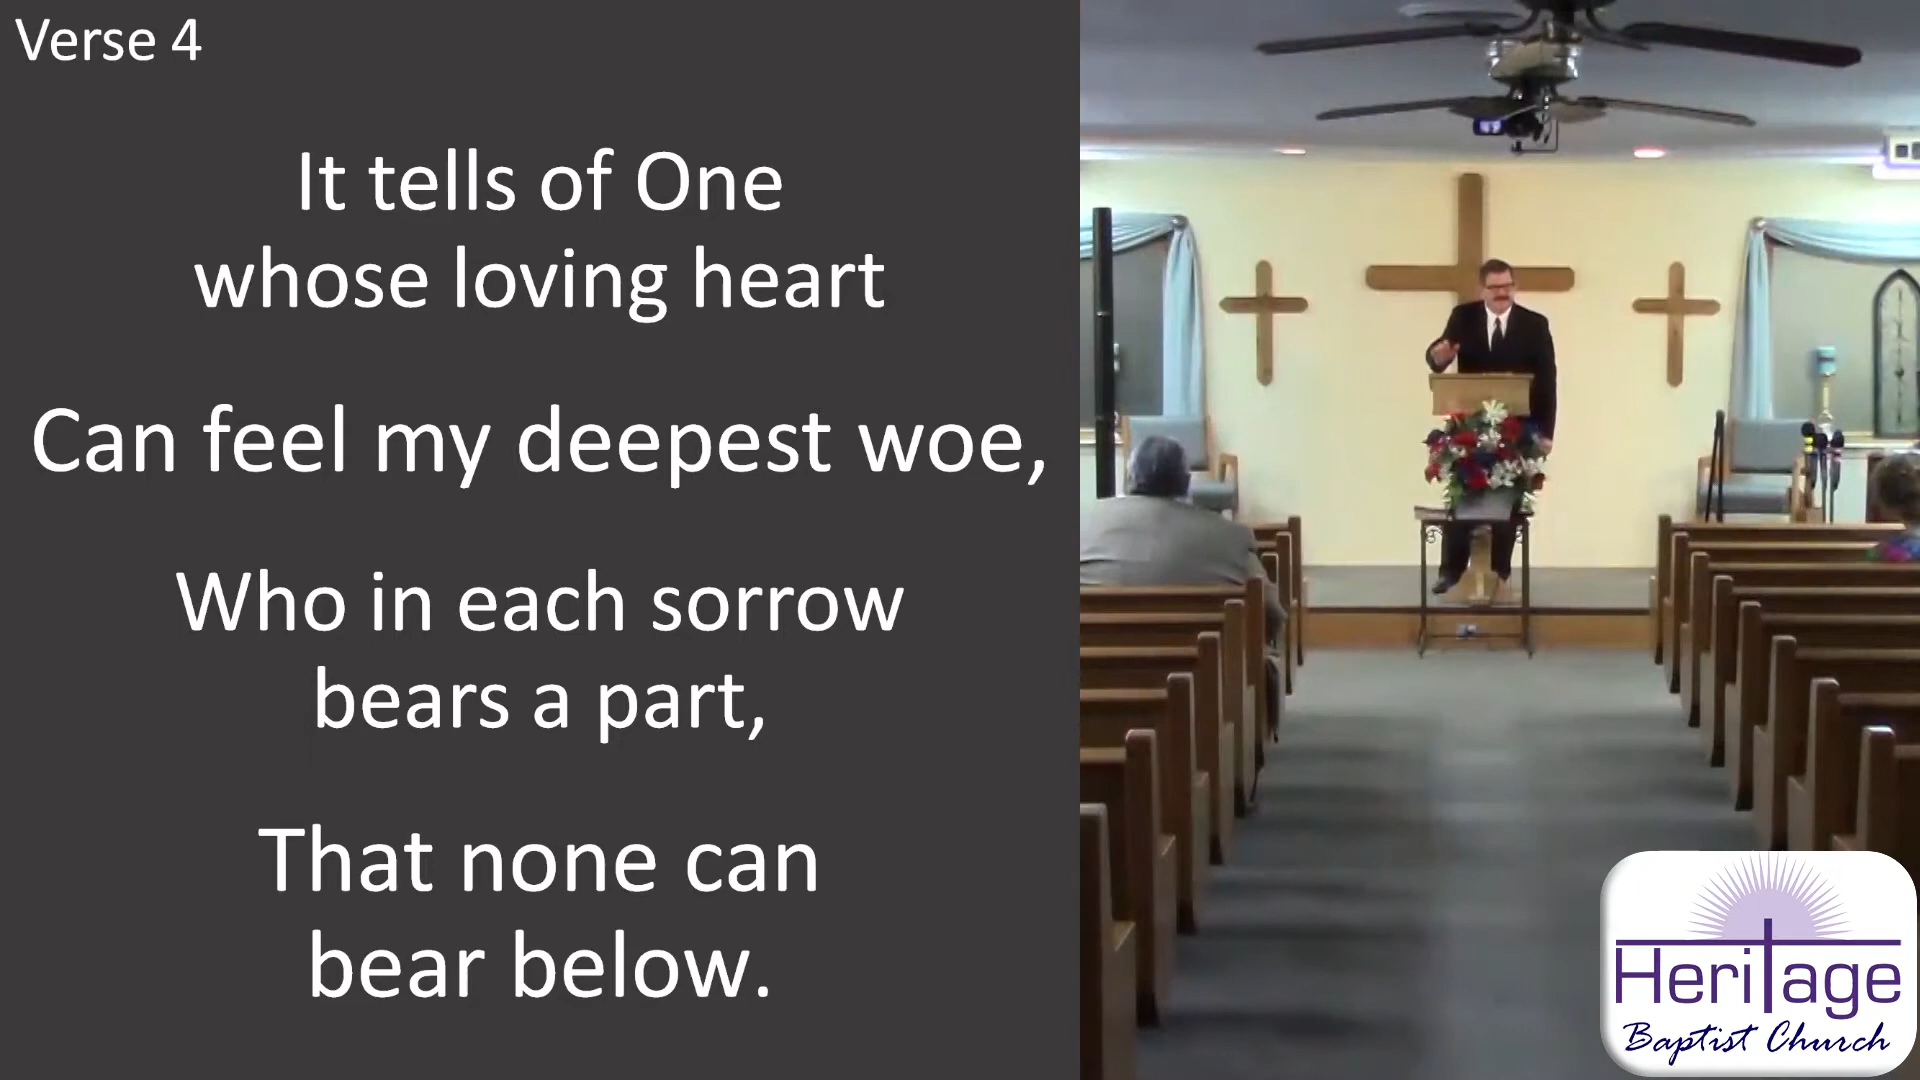 Verse 4
It tells of One
whose loving heart
Can feel my deepest woe,
Who in each sorrow
bears a part,
That none can
bear below.
Heritage
Baptist Church